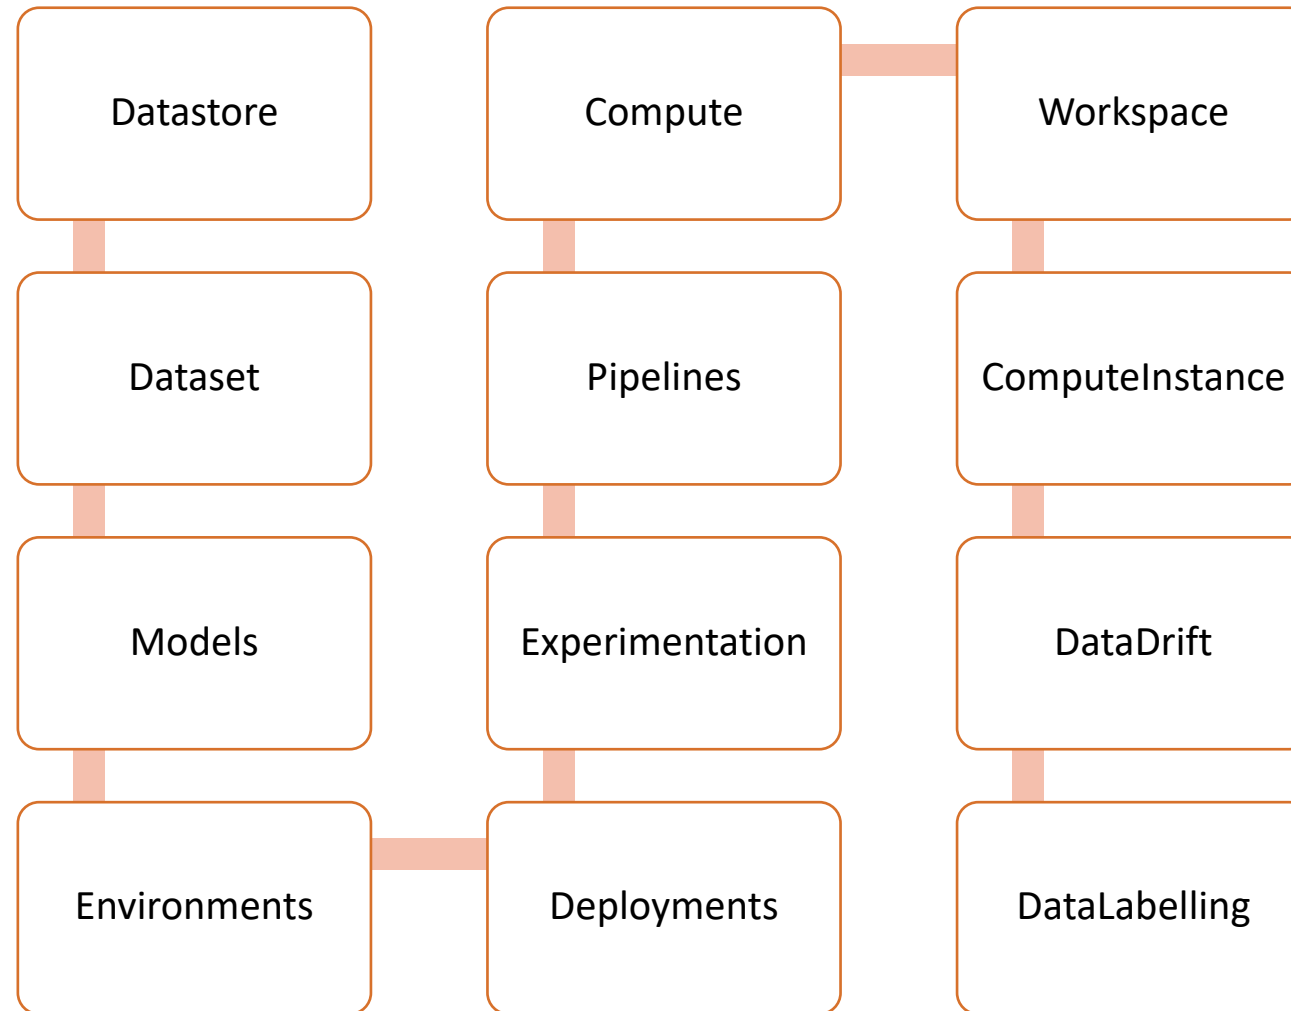 Datastore
Dataset
Models
Environments
Deployments
Experimentation
Pipelines
Compute
Workspace
ComputeInstance
DataDrift
DataLabelling